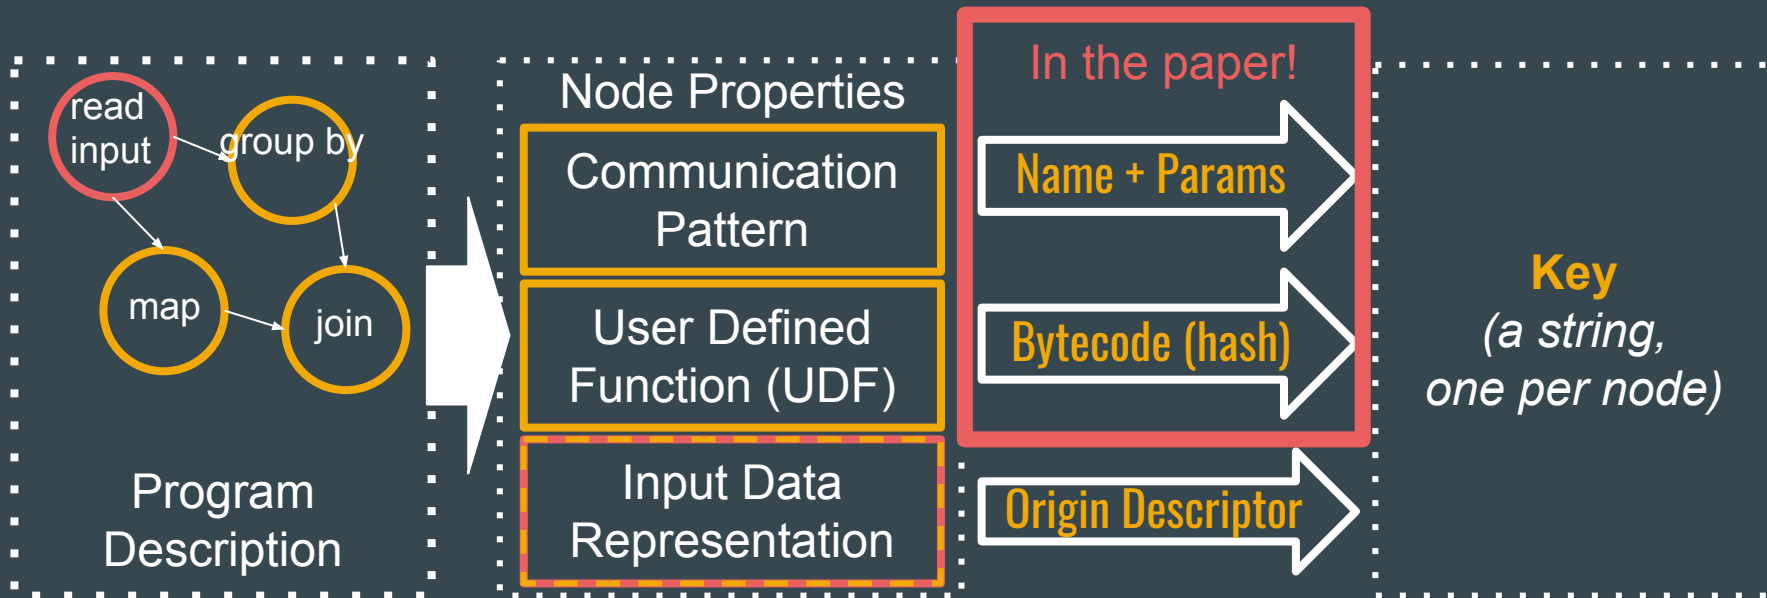 read
input
group by
map
join
Program
Description
Node Properties
Communication
Pattern
User Defined
Function (UDF)
Input Data
Representation
In the paper!
Name + Params
Bytecode (hash)
Origin Descriptor
Key
(a string,
one per node)